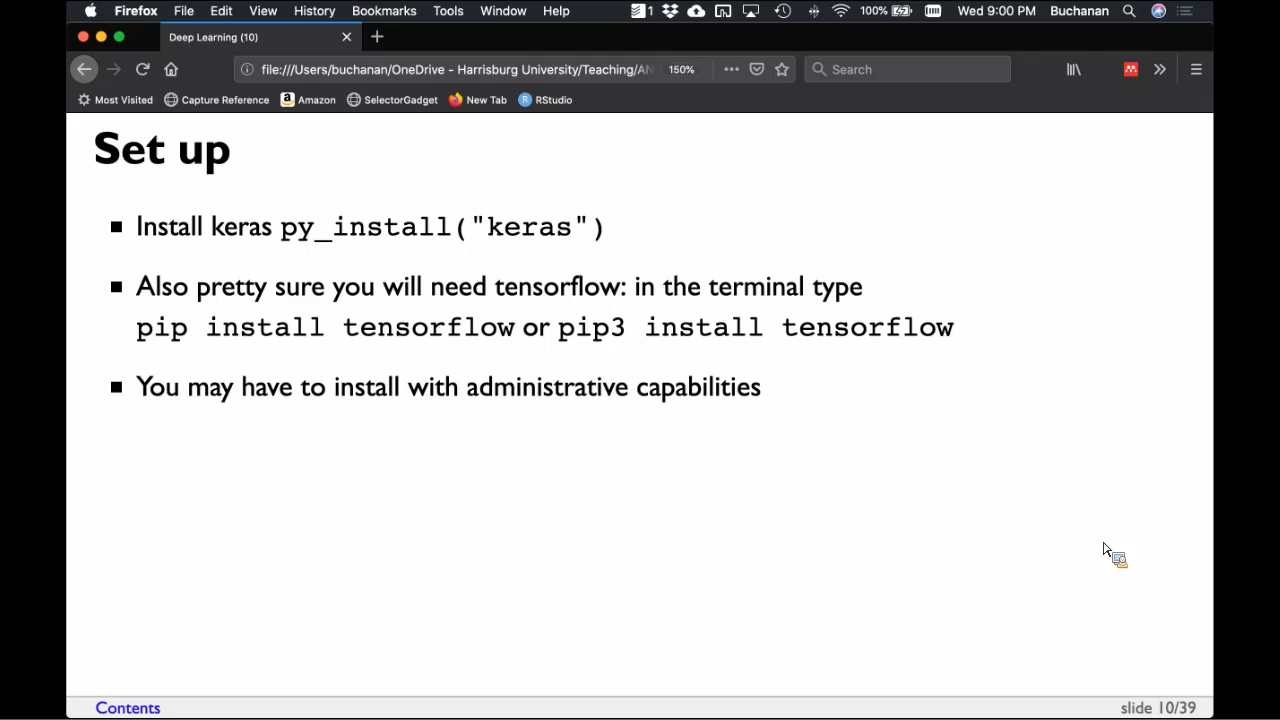 Firefox File Edit View History Bookmarks Tools Window Help 1 100% Wed 9:00 PM Buchanan
Deep Learning (10)
file:///Users/buchanan/OneDrive - Harrisburg University/Teaching/AN 150% Search
Most Visited Capture Reference Amazon SelectorGadget New Tab RStudio
Set up
Install keras py_install("keras")
Also pretty sure you will need tensorflow: in the terminal type
pip install tensorflow or pip3 install tensorflow
You may have to install with administrative capabilities
Contents slide 10/39